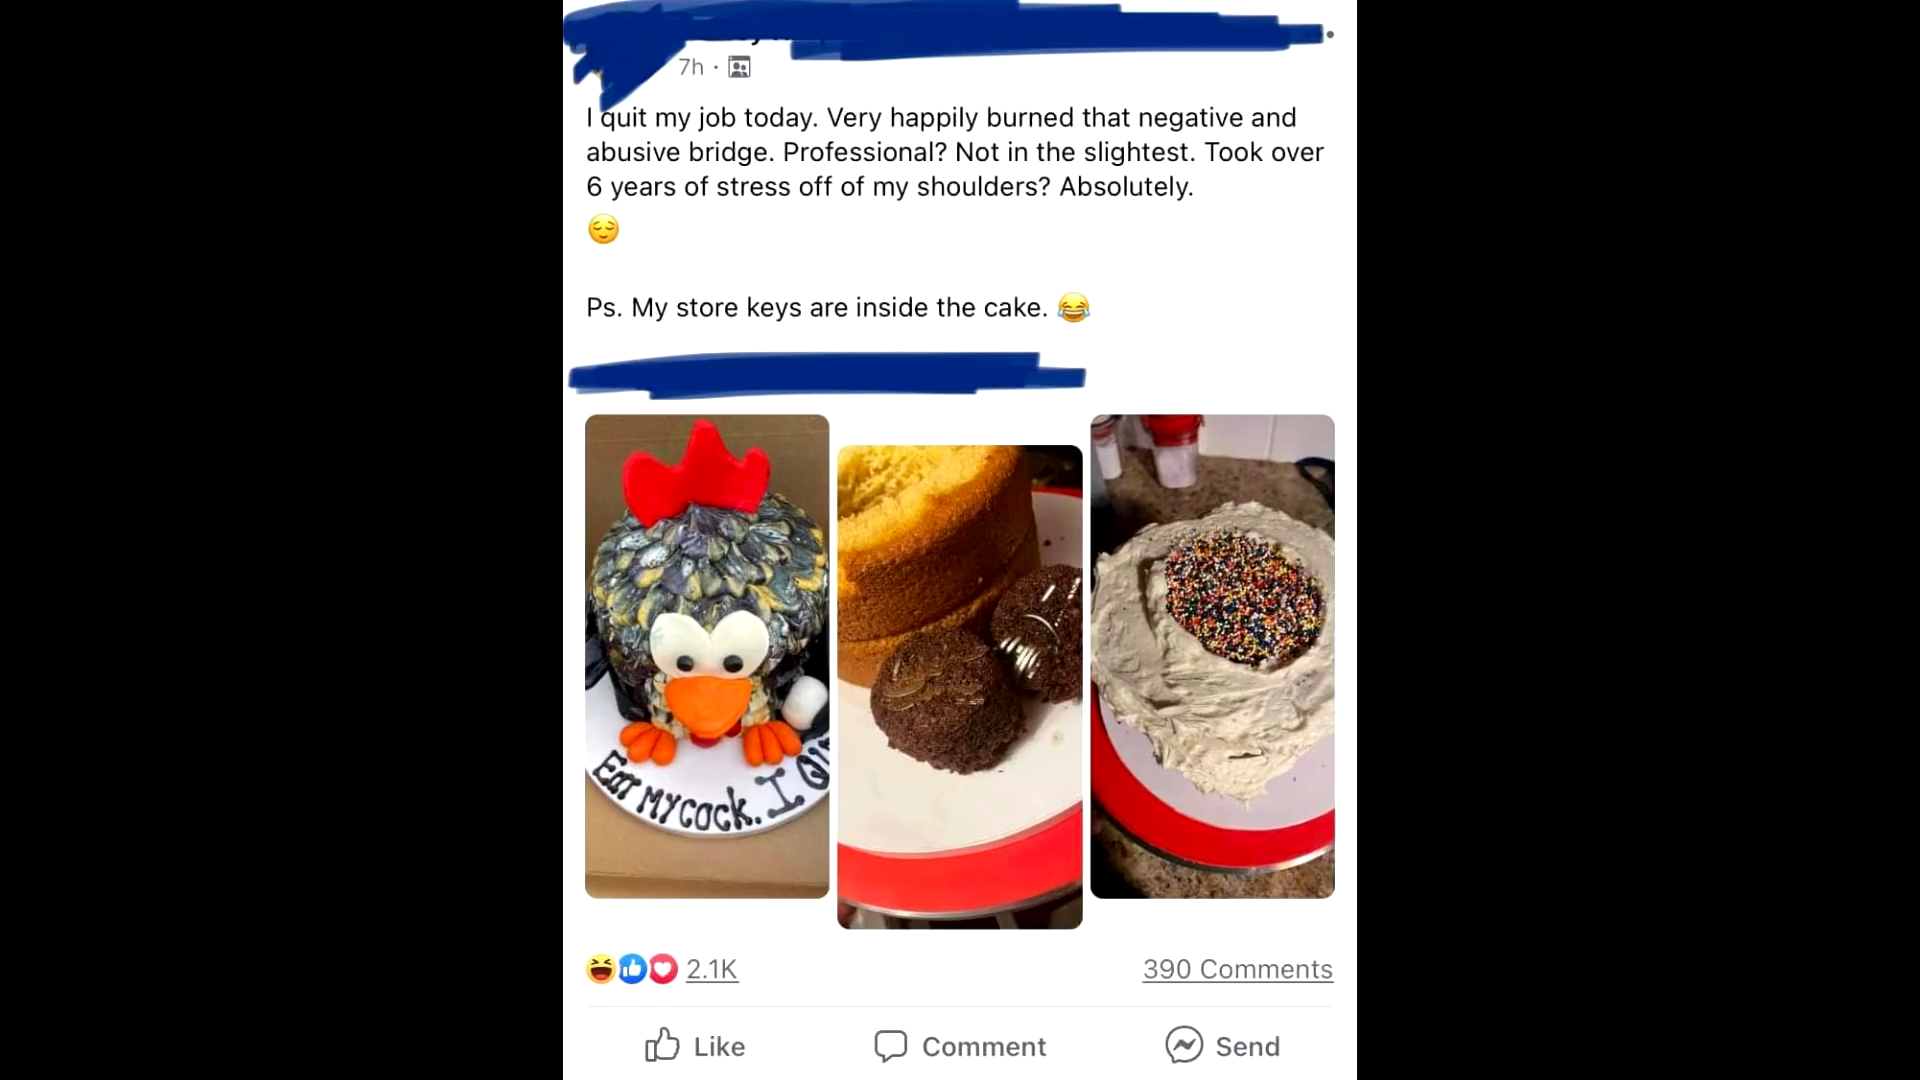 7h ·
I quit my job today. Very happily burned that negative and
abusive bridge. Professional? Not in the slightest. Took over
6 years of stress off of my shoulders? Absolutely.
😌
Ps. My store keys are inside the cake. 😂
EAT MY COCK. I QU
2.1K
390 Comments
Like
Comment
Send